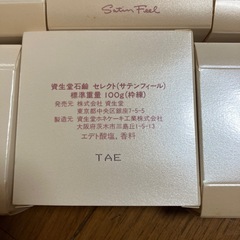 Satin Feel
資生堂石鹸 セレクト(サテンフィール)
標準重量 100g(枠練)
発売元 株式会社 資生堂
東京都中央区銀座7-5-5
製造元 資生堂ホネケーキ工業株式会社
大阪府茨木市三島丘1-5-13
エデト酸塩、香料
TAE